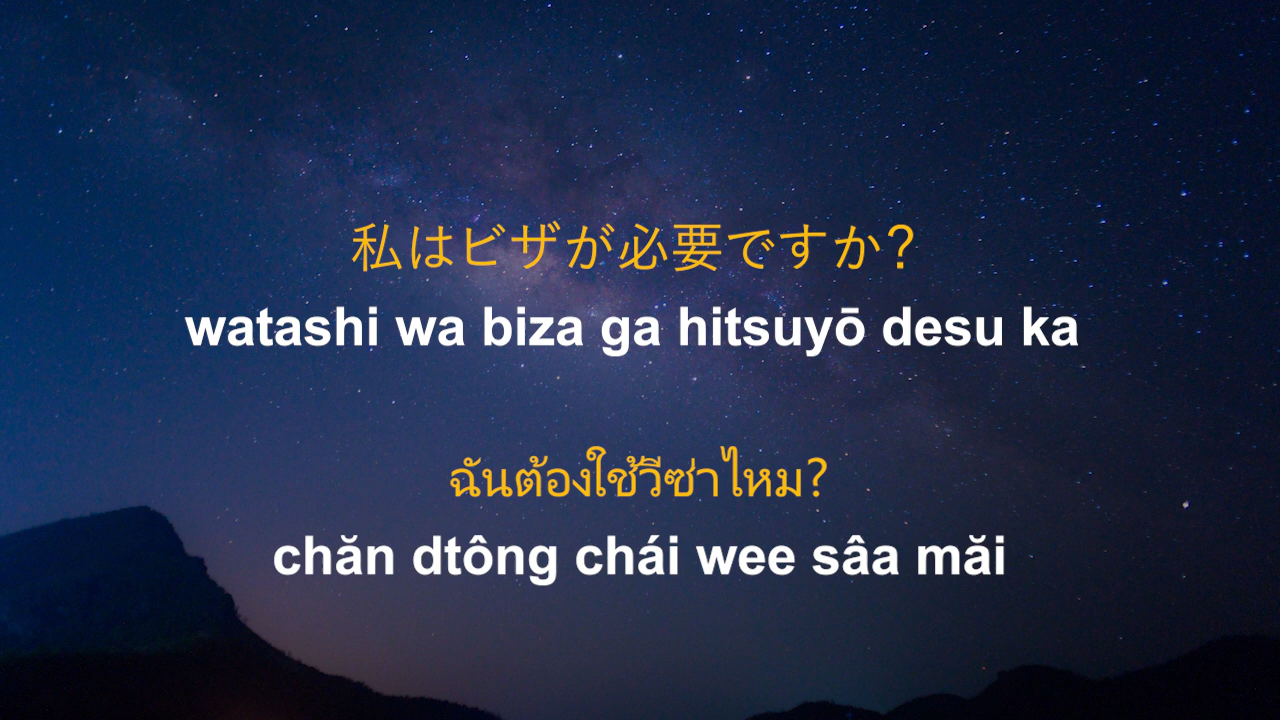 私はビザが必要ですか?
watashi wa biza ga hitsuyō desu ka
ฉันต้องใช้วีซ่าไหม?
chăn dtông chái wee sâa măi